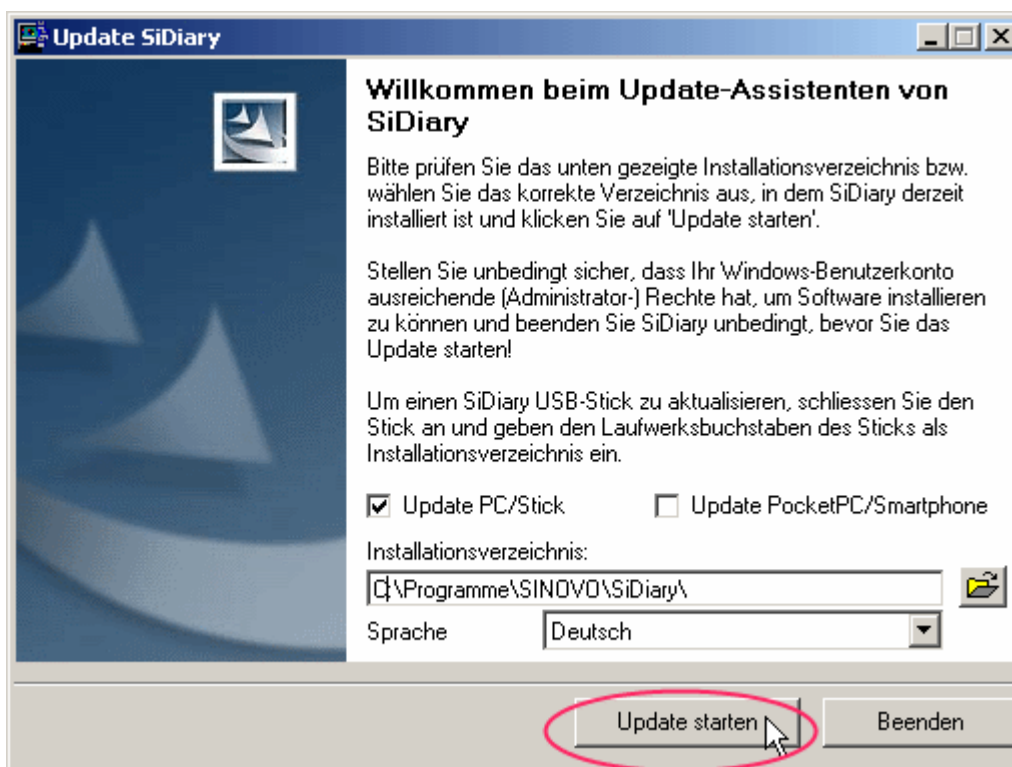 Update SiDiary
Willkommen beim Update-Assistenten von
SiDiary
Bitte prüfen Sie das unten gezeigte Installationsverzeichnis bzw.
wählen Sie das korrekte Verzeichnis aus, in dem SiDiary derzeit
installiert ist und klicken Sie auf 'Update starten'.
Stellen Sie unbedingt sicher, dass Ihr Windows-Benutzerkonto
ausreichende (Administrator-) Rechte hat, um Software installieren
zu können und beenden Sie SiDiary unbedingt, bevor Sie das
Update starten!
Um einen SiDiary USB-Stick zu aktualisieren, schliessen Sie den
Stick an und geben den Laufwerksbuchstaben des Sticks als
Installationsverzeichnis ein.
Update PC/Stick Update PocketPC/Smartphone
Installationsverzeichnis:
C:\Programme\SINOVO\SiDiary\
Sprache Deutsch
Update starten Beenden